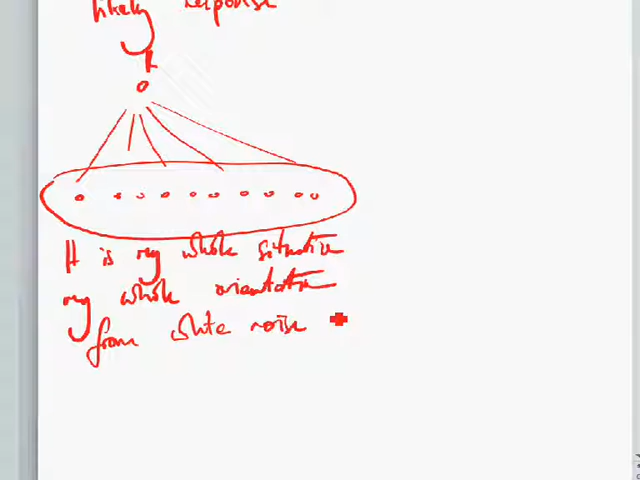 likely response
k
It is my whole situation
my whole orientation
from white noise